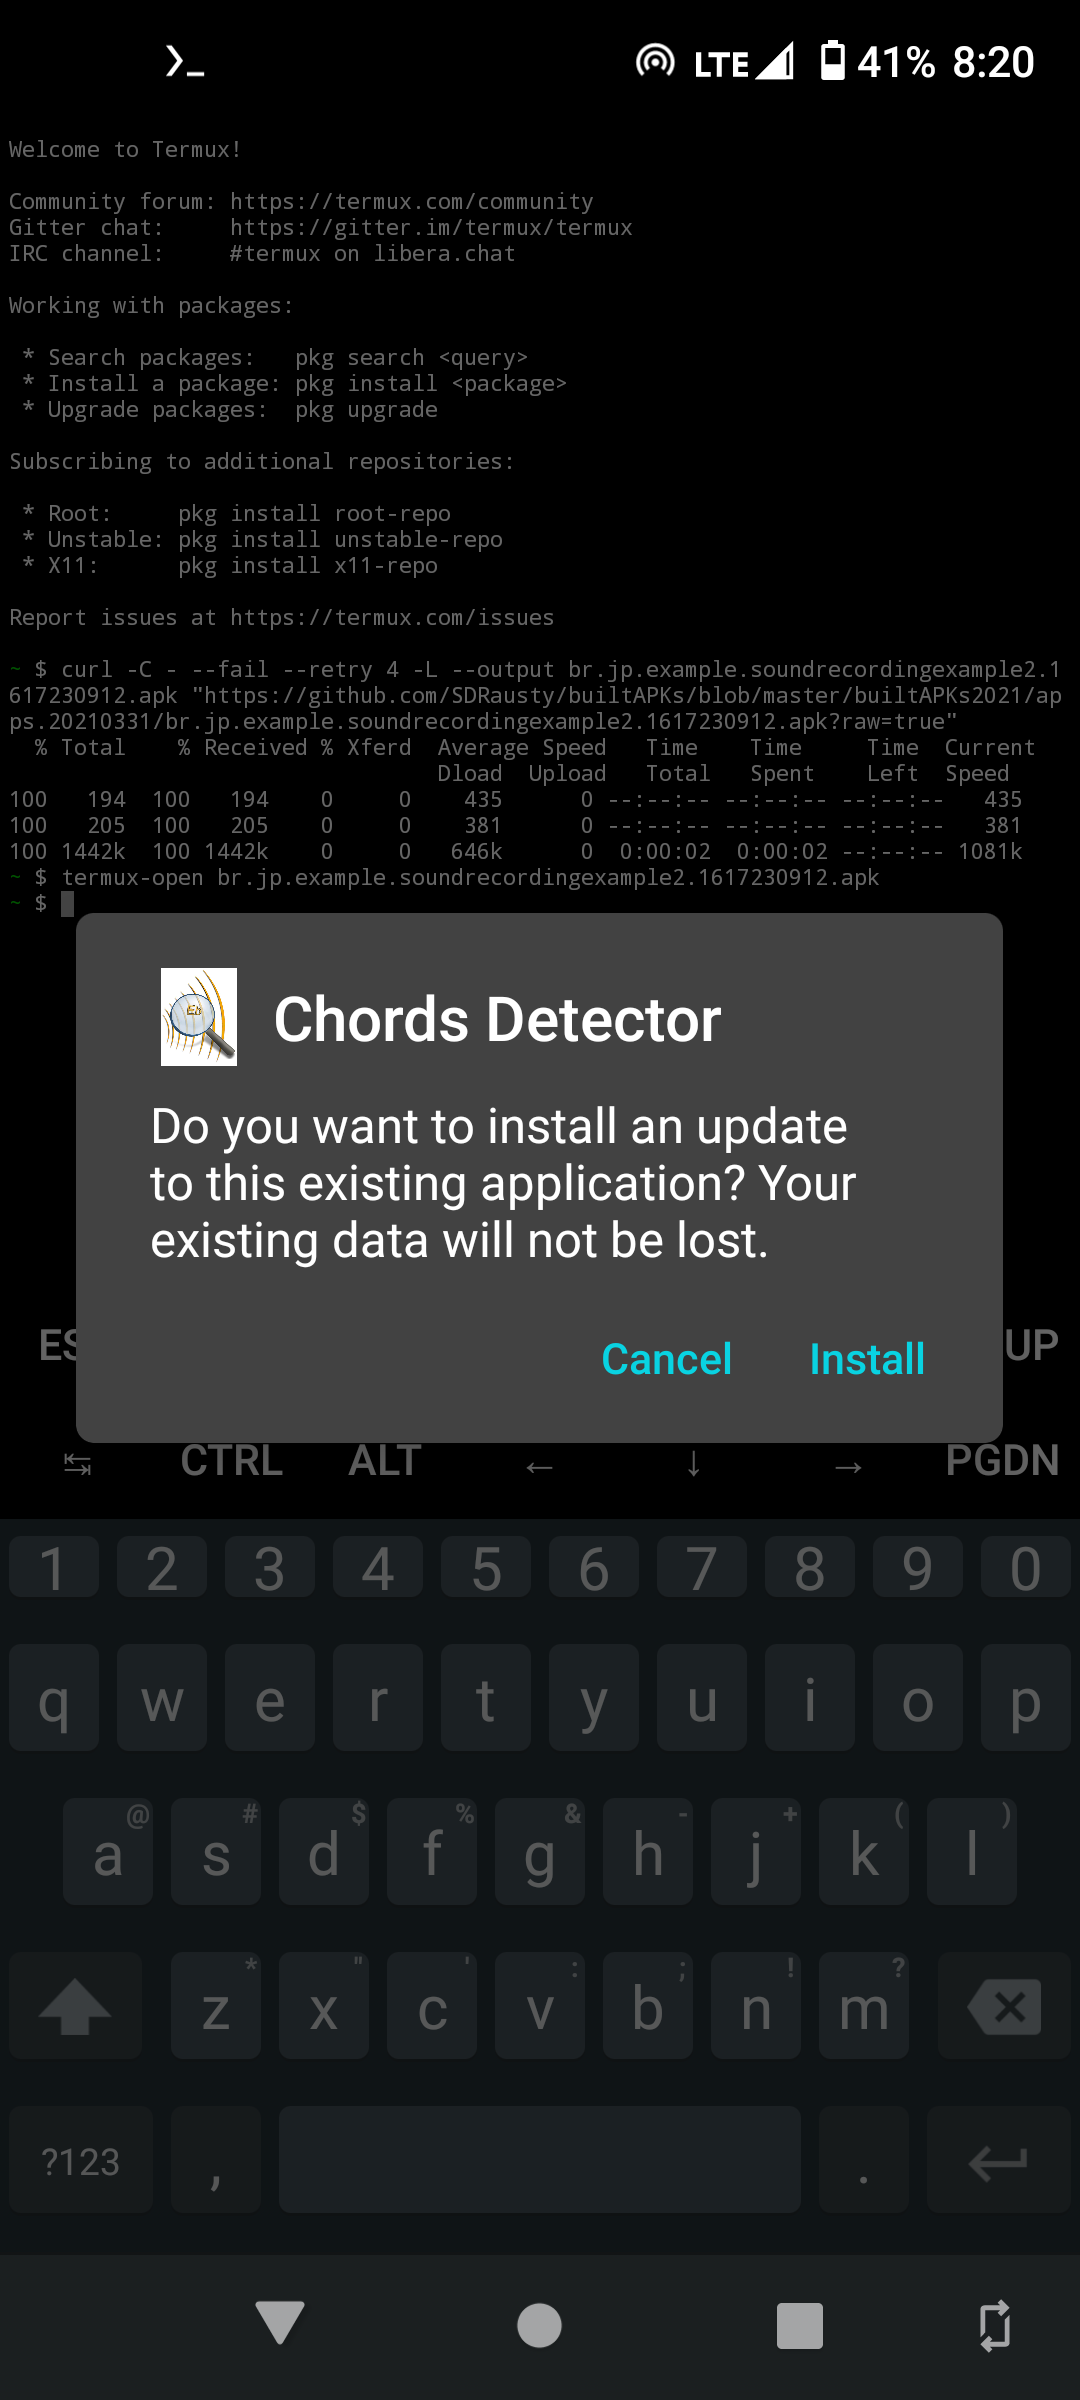 LTE 41% 8:20
Welcome to Termux!
Community forum: https://termux.com/community
Gitter chat:     https://gitter.im/termux/termux
IRC channel:     #termux on libera.chat
Working with packages:
* Search packages:   pkg search <query>
* Install a package: pkg install <package>
* Upgrade packages:  pkg upgrade
Subscribing to additional repositories:
* Root:     pkg install root-repo
* Unstable: pkg install unstable-repo
* X11:      pkg install x11-repo
Report issues at https://termux.com/issues
~ $ curl -C - --fail --retry 4 -L --output br.jp.example.soundrecordingexample2.1
617230912.apk "https://github.com/SDRausty/builtAPKs/blob/master/builtAPKs2021/ap
ps.20210331/br.jp.example.soundrecordingexample2.1617230912.apk?raw=true"
% Total    % Received % Xferd  Average Speed   Time    Time     Time  Current
Dload  Upload   Total   Spent    Left  Speed
100   194  100   194    0     0    435      0 --:--:-- --:--:-- --:--:--   435
100   205  100   205    0     0    381      0 --:--:-- --:--:-- --:--:--   381
100 1442k  100 1442k    0     0   646k      0  0:00:02  0:00:02 --:--:-- 1081k
~ $ termux-open br.jp.example.soundrecordingexample2.1617230912.apk
~ $
Eb
Chords Detector
Do you want to install an update
to this existing application? Your
existing data will not be lost.
Cancel Install
ES UP
↹ CTRL ALT ← ↓ → PGDN
1 2 3 4 5 6 7 8 9 0
q w e r t y u i o p
@ # $ % & - + ( )
a s d f g h j k l
* " ' : ; ! ?
z x c v b n m
?123 , .